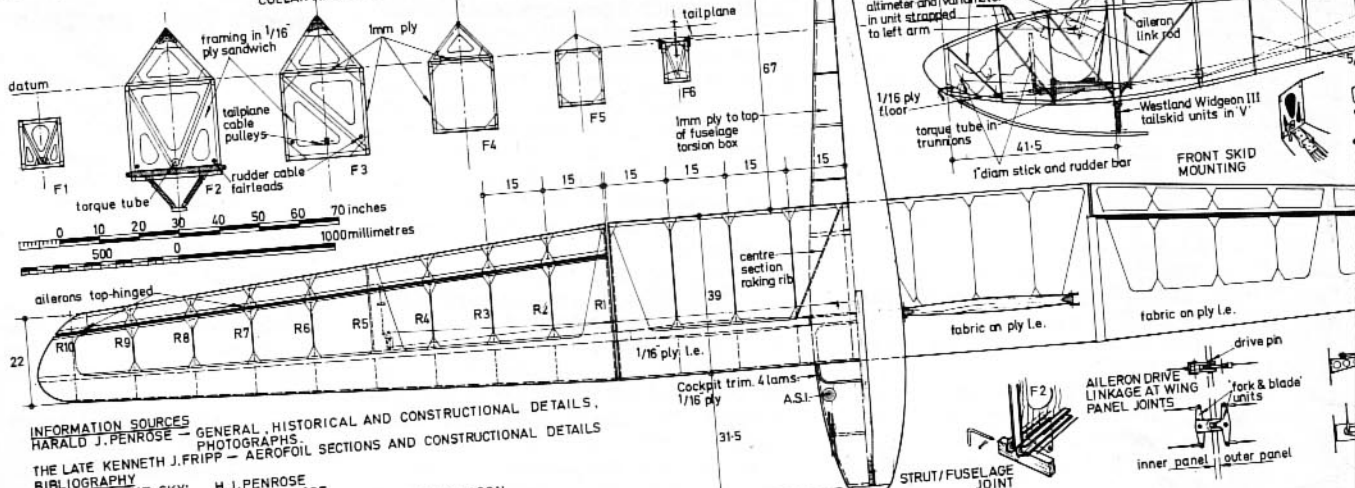 framing in 1/16"
ply sandwich
1mm ply
tailplane
datum
tailplane
cable
pulleys
F1
F2
F3
F4
F5
F6
rudder cable
fairleads
torque tube
0 10 20 30 40 50 60 70 inches
500 0 1000 millimetres
67
1mm ply to top
of fuselage
torsion box
15 15 15 15 15 15
in unit strapped
to left arm
aileron
link rod
1/16 ply
floor
torque tube in
trunnions
Westland Widgeon III
tailskid units in 'V'
41·5
1" diam stick and rudder bar
FRONT SKID
MOUNTING
ailerons top-hinged
centre
section
raking rib
39
R10 R9 R8 R7 R6 R5 R4 R3 R2 R1
22
1/16 ply l.e.
fabric on ply l.e.
fabric on ply l.e.
Cockpit trim. 4 lams.
1/16 ply
A.S.I.
31·5
F2
STRUT/FUSELAGE
JOINT
AILERON DRIVE
LINKAGE AT WING
PANEL JOINTS
drive pin
'fork & blade'
units
inner panel
outer panel
INFORMATION SOURCES
HARALD J.PENROSE — GENERAL, HISTORICAL AND CONSTRUCTIONAL DETAILS,
PHOTOGRAPHS.
THE LATE KENNETH J.FRIPP — AEROFOIL SECTIONS AND CONSTRUCTIONAL DETAILS
BIBLIOGRAPHY
H.J.PENROSE